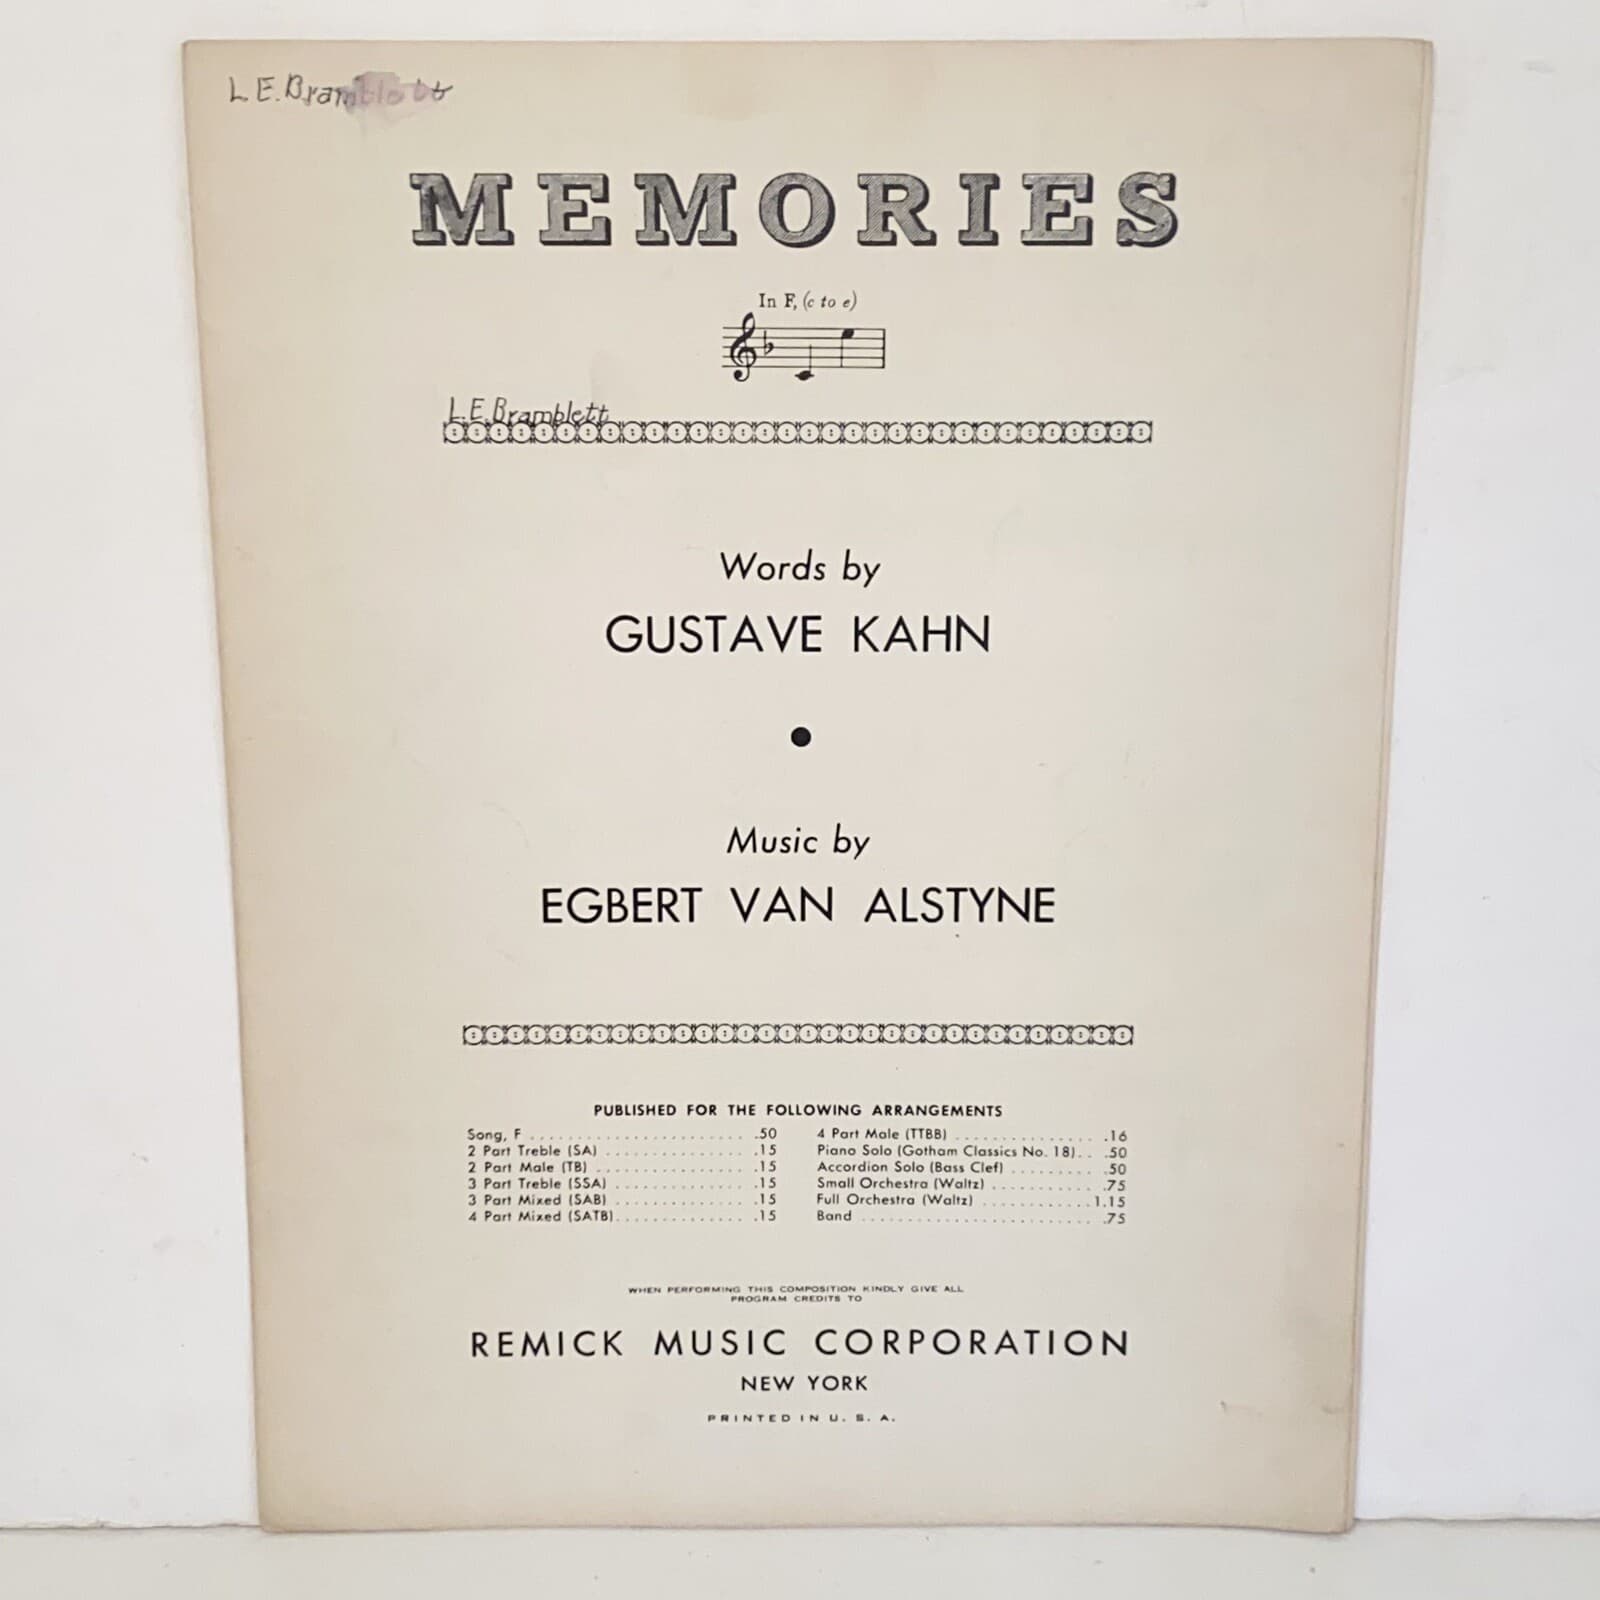 L.E.Bramblett
MEMORIES
In F, (c to e)
L.E.Bramblett
Words by
GUSTAVE KAHN
Music by
EGBERT VAN ALSTYNE
PUBLISHED FOR THE FOLLOWING ARRANGEMENTS
Song, F . . . . . . . . . . . . . . . . . . . . . . . .50
2 Part Treble (SA) . . . . . . . . . . . . . . .15
2 Part Male (TB) . . . . . . . . . . . . . . . .15
3 Part Treble (SSA) . . . . . . . . . . . . . .15
3 Part Mixed (SAB) . . . . . . . . . . . . . .15
4 Part Mixed (SATB). . . . . . . . . . . . . .15
4 Part Male (TTBB) . . . . . . . . . . . . . . .16
Piano Solo (Gotham Classics No. 18). . .50
Accordion Solo (Bass Clef) . . . . . . . . .50
Small Orchestra (Waltz) . . . . . . . . . . .75
Full Orchestra (Waltz) . . . . . . . . . . . 1.15
Band . . . . . . . . . . . . . . . . . . . . . . . .75
WHEN PERFORMING THIS COMPOSITION KINDLY GIVE ALL
PROGRAM CREDITS TO
REMICK MUSIC CORPORATION
NEW YORK
PRINTED IN U. S. A.